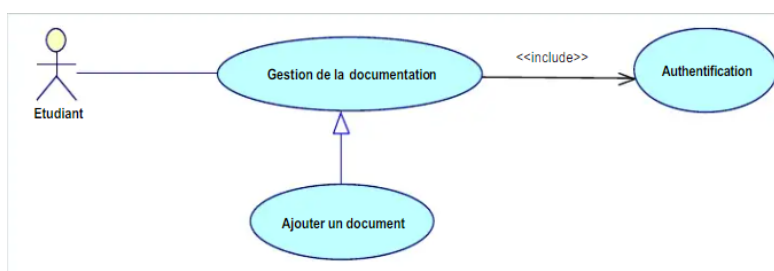 <<include>>
Gestion de la documentation
Authentification
Etudiant
Ajouter un document